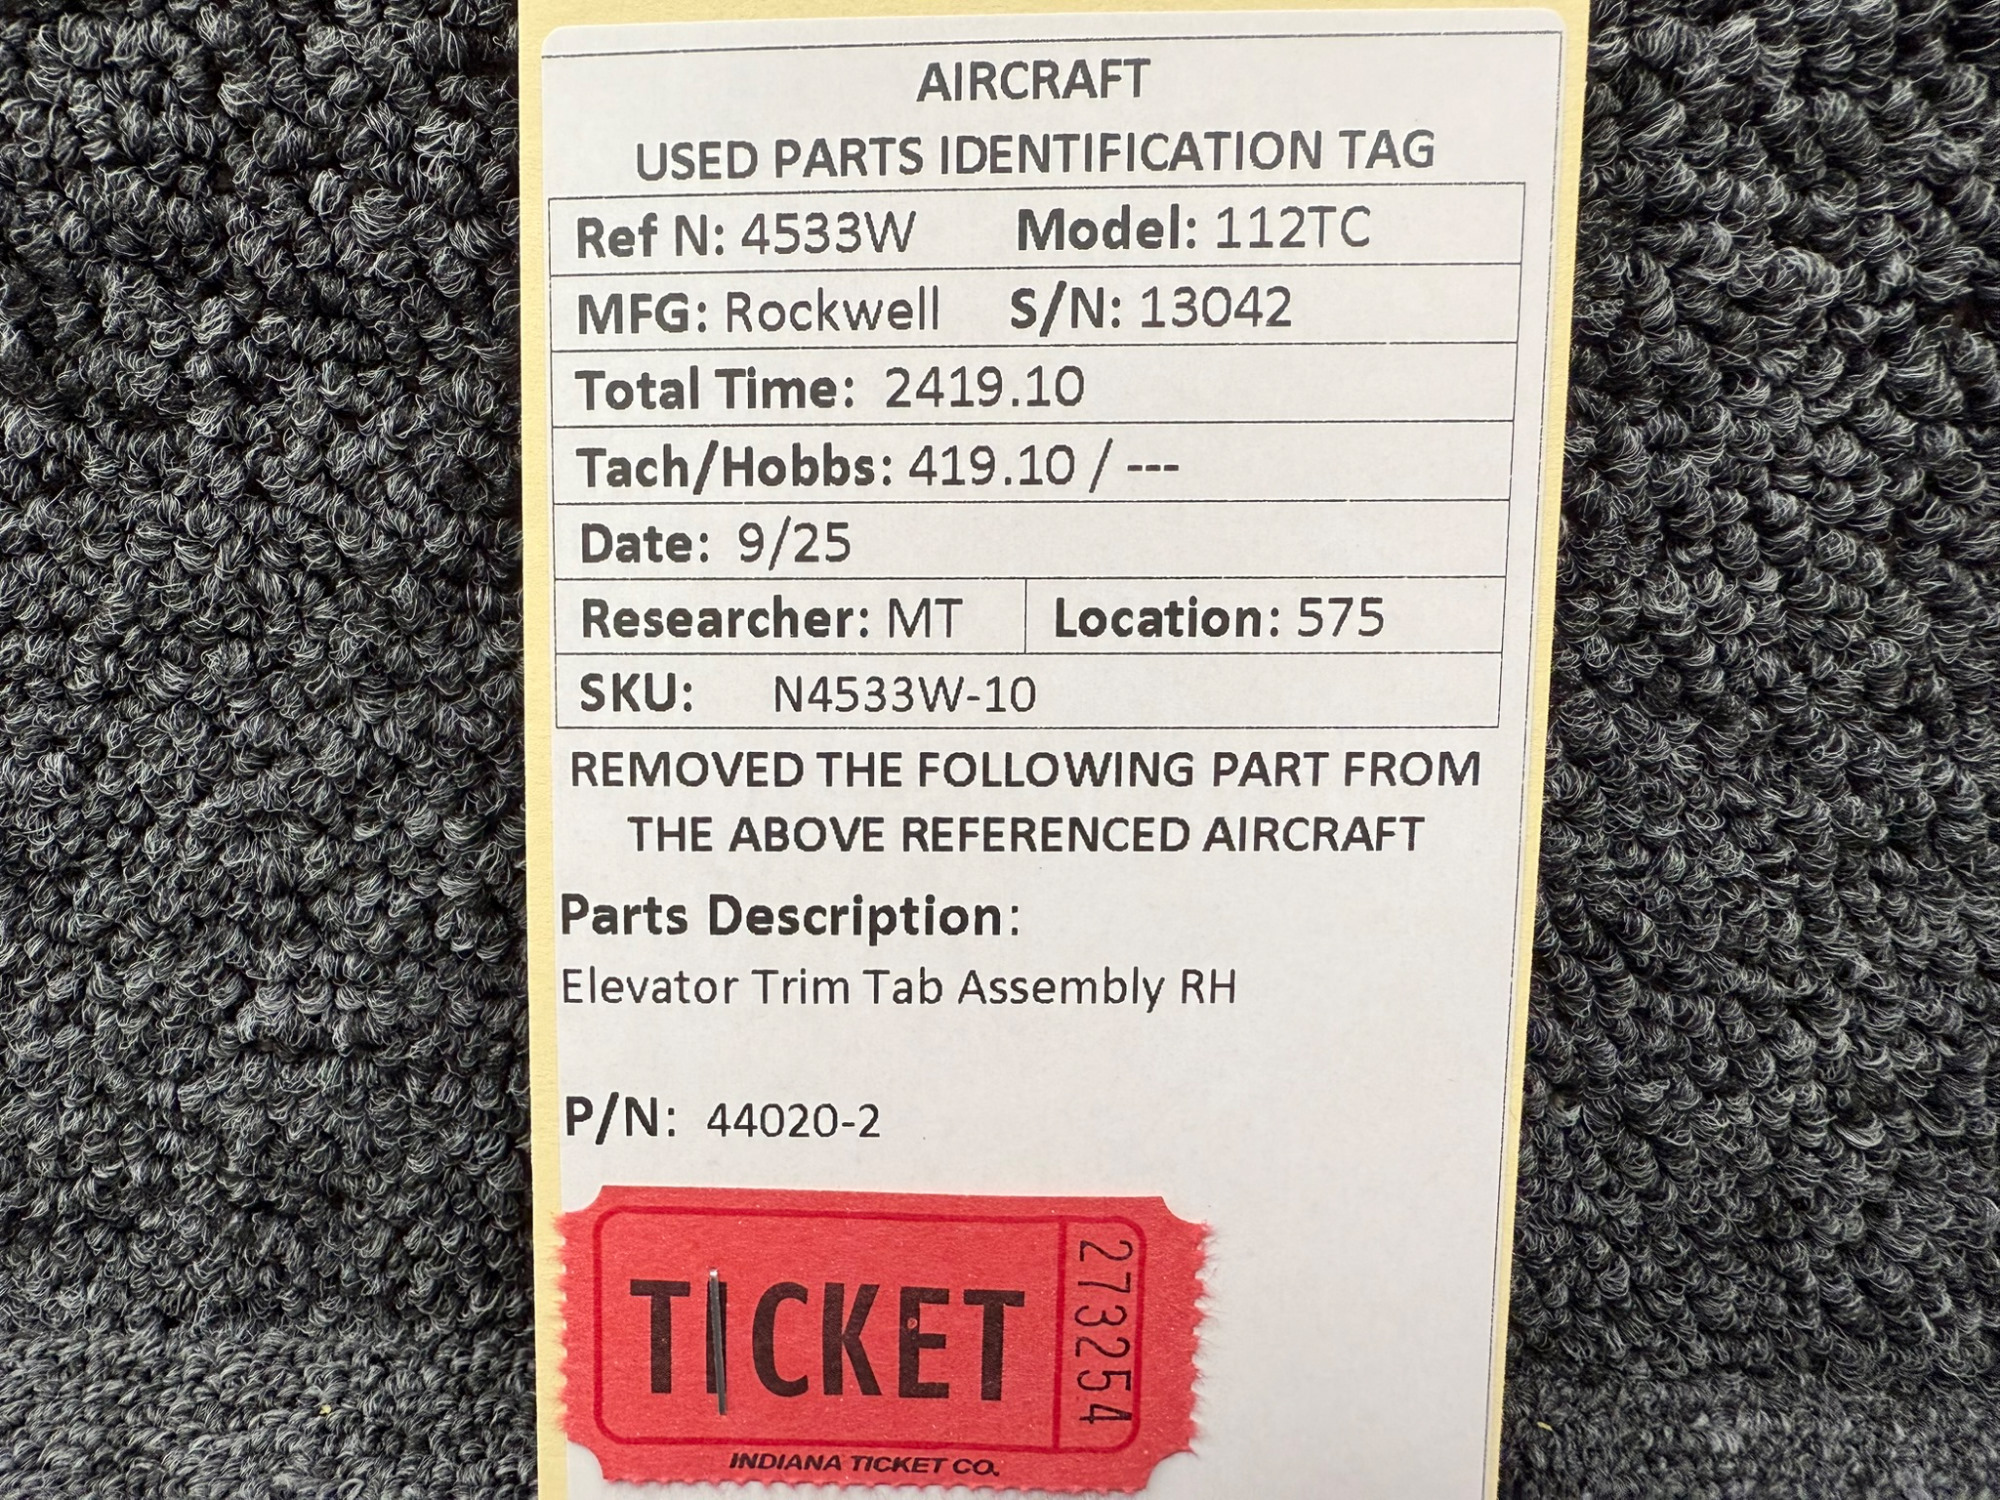 AIRCRAFT
USED PARTS IDENTIFICATION TAG
Ref N: 4533W Model: 112TC
MFG: Rockwell S/N: 13042
Total Time: 2419.10
Tach/Hobbs: 419.10 / ---
Date: 9/25
Researcher: MT Location: 575
SKU: N4533W-10
REMOVED THE FOLLOWING PART FROM
THE ABOVE REFERENCED AIRCRAFT
Parts Description:
Elevator Trim Tab Assembly RH
P/N: 44020-2
TICKET
273254
INDIANA TICKET CO.